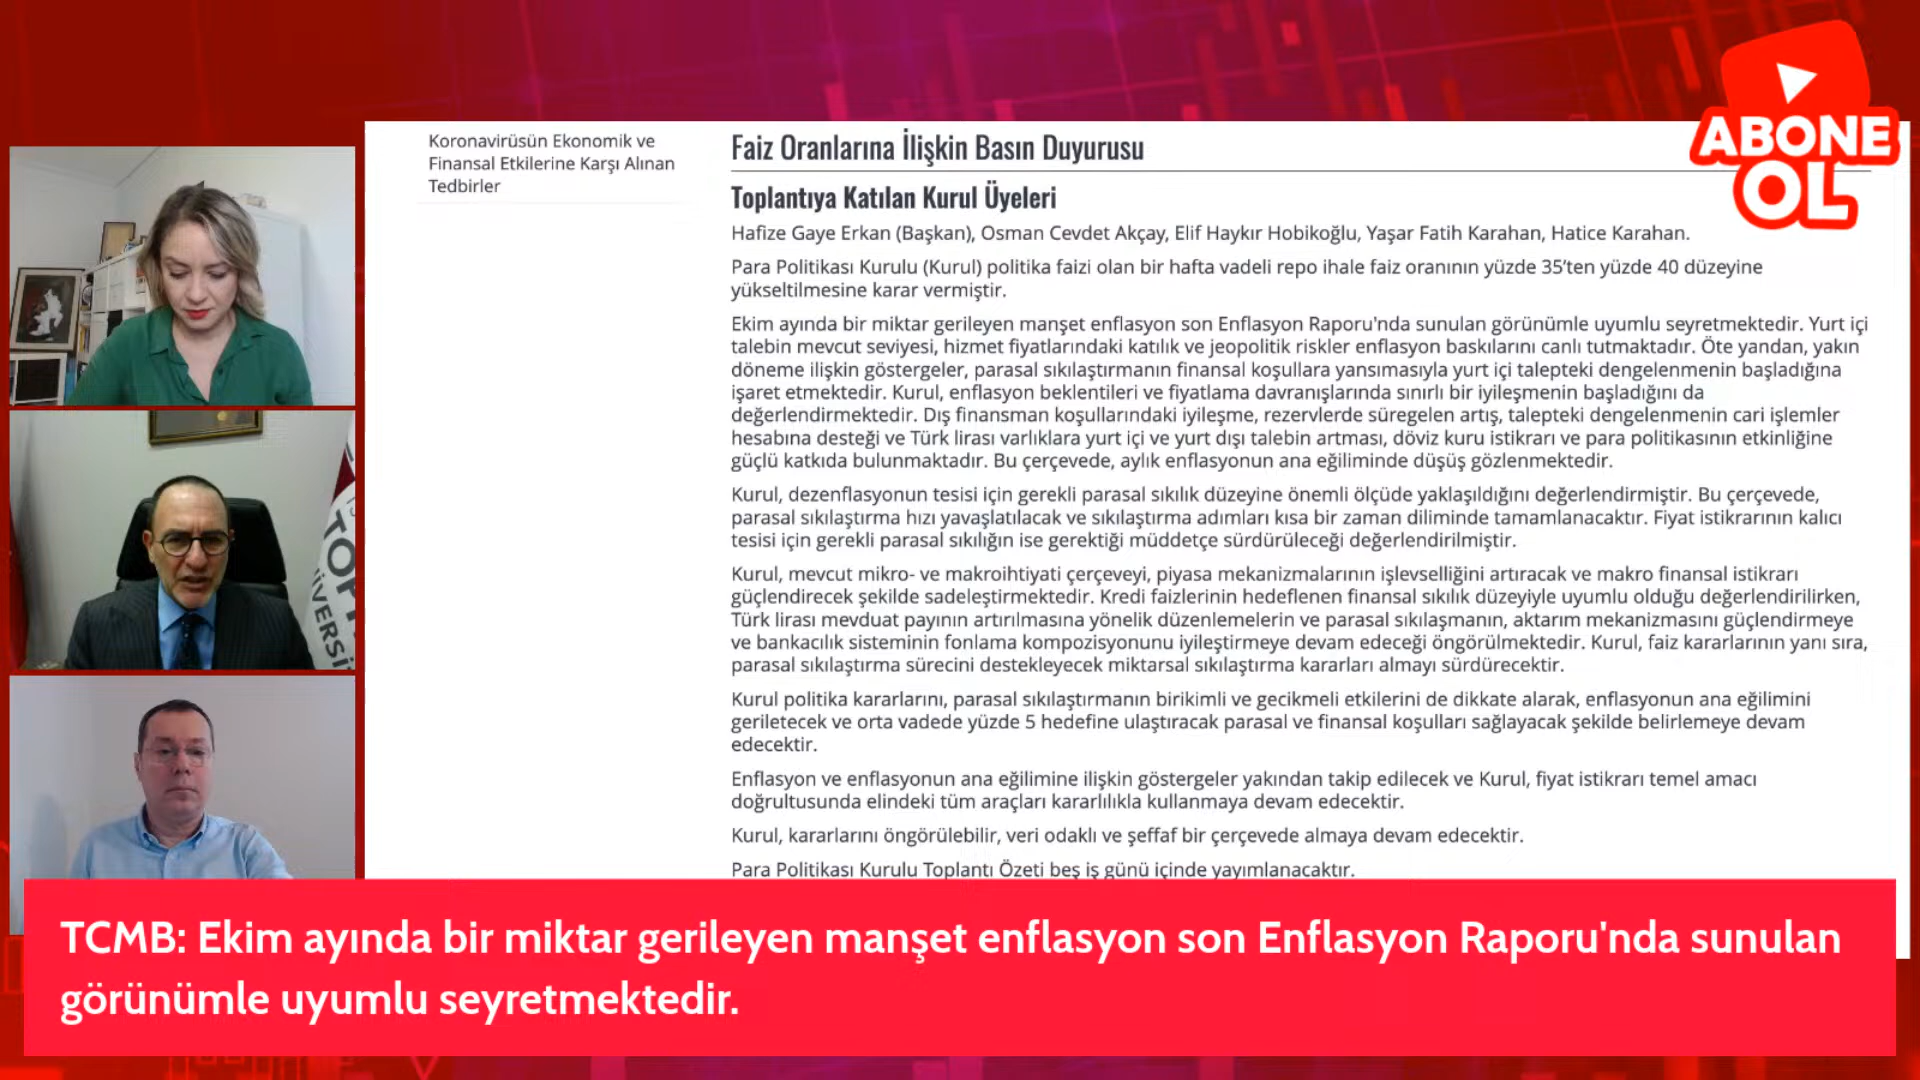 Koronavirüsün Ekonomik ve
Finansal Etkilerine Karşı Alınan
Tedbirler
Faiz Oranlarına İlişkin Basın Duyurusu
Toplantıya Katılan Kurul Üyeleri
Hafize Gaye Erkan (Başkan), Osman Cevdet Akçay, Elif Haykır Hobikoğlu, Yaşar Fatih Karahan, Hatice Karahan.
Para Politikası Kurulu (Kurul) politika faizi olan bir hafta vadeli repo ihale faiz oranının yüzde 35’ten yüzde 40 düzeyine
yükseltilmesine karar vermiştir.
Ekim ayında bir miktar gerileyen manşet enflasyon son Enflasyon Raporu'nda sunulan görünümle uyumlu seyretmektedir. Yurt içi
talebin mevcut seviyesi, hizmet fiyatlarındaki katılık ve jeopolitik riskler enflasyon baskılarını canlı tutmaktadır. Öte yandan, yakın
döneme ilişkin göstergeler, parasal sıkılaştırmanın finansal koşullara yansımasıyla yurt içi talepteki dengelenmenin başladığına
işaret etmektedir. Kurul, enflasyon beklentileri ve fiyatlama davranışlarında sınırlı bir iyileşmenin başladığını da
değerlendirmektedir. Dış finansman koşullarındaki iyileşme, rezervlerde süregelen artış, talepteki dengelenmenin cari işlemler
hesabına desteği ve Türk lirası varlıklara yurt içi ve yurt dışı talebin artması, döviz kuru istikrarı ve para politikasının etkinliğine
güçlü katkıda bulunmaktadır. Bu çerçevede, aylık enflasyonun ana eğiliminde düşüş gözlenmektedir.
Kurul, dezenflasyonun tesisi için gerekli parasal sıkılık düzeyine önemli ölçüde yaklaşıldığını değerlendirmiştir. Bu çerçevede,
parasal sıkılaştırma hızı yavaşlatılacak ve sıkılaştırma adımları kısa bir zaman diliminde tamamlanacaktır. Fiyat istikrarının kalıcı
tesisi için gerekli parasal sıkılığın ise gerektiği müddetçe sürdürüleceği değerlendirilmiştir.
Kurul, mevcut mikro- ve makroihtiyati çerçeveyi, piyasa mekanizmalarının işlevselliğini artıracak ve makro finansal istikrarı
güçlendirecek şekilde sadeleştirmektedir. Kredi faizlerinin hedeflenen finansal sıkılık düzeyiyle uyumlu olduğu değerlendirilirken,
Türk lirası mevduat payının artırılmasına yönelik düzenlemelerin ve parasal sıkılaşmanın, aktarım mekanizmasını güçlendirmeye
ve bankacılık sisteminin fonlama kompozisyonunu iyileştirmeye devam edeceği öngörülmektedir. Kurul, faiz kararlarının yanı sıra,
parasal sıkılaştırma sürecini destekleyecek miktarsal sıkılaştırma kararları almayı sürdürecektir.
Kurul politika kararlarını, parasal sıkılaştırmanın birikimli ve gecikmeli etkilerini de dikkate alarak, enflasyonun ana eğilimini
geriletecek ve orta vadede yüzde 5 hedefine ulaştıracak parasal ve finansal koşulları sağlayacak şekilde belirlemeye devam
edecektir.
Enflasyon ve enflasyonun ana eğilimine ilişkin göstergeler yakından takip edilecek ve Kurul, fiyat istikrarı temel amacı
doğrultusunda elindeki tüm araçları kararlılıkla kullanmaya devam edecektir.
Kurul, kararlarını öngörülebilir, veri odaklı ve şeffaf bir çerçevede almaya devam edecektir.
Para Politikası Kurulu Toplantı Özeti beş iş günü içinde yayımlanacaktır.
ABONE
OL
TCMB: Ekim ayında bir miktar gerileyen manşet enflasyon son Enflasyon Raporu'nda sunulan
görünümle uyumlu seyretmektedir.